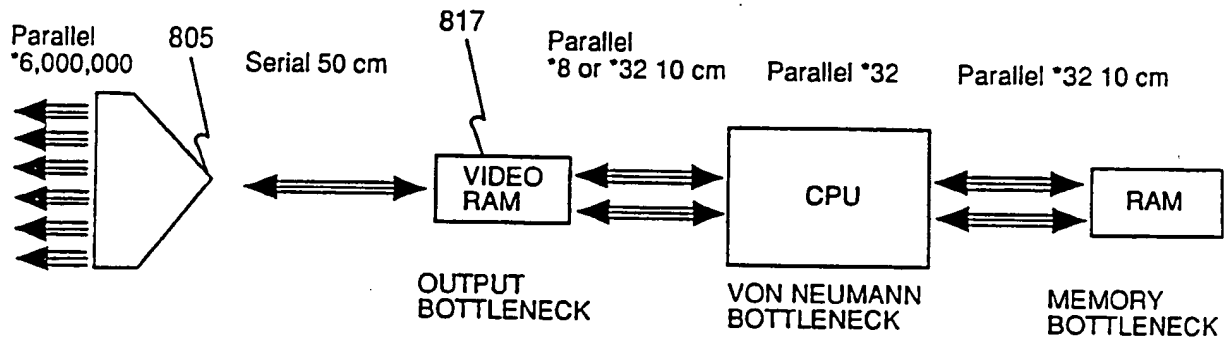 Parallel
*6,000,000
805
Serial 50 cm
817
Parallel
*8 or *32 10 cm
Parallel *32
Parallel *32 10 cm
VIDEO
RAM
CPU
RAM
OUTPUT
BOTTLENECK
VON NEUMANN
BOTTLENECK
MEMORY
BOTTLENECK